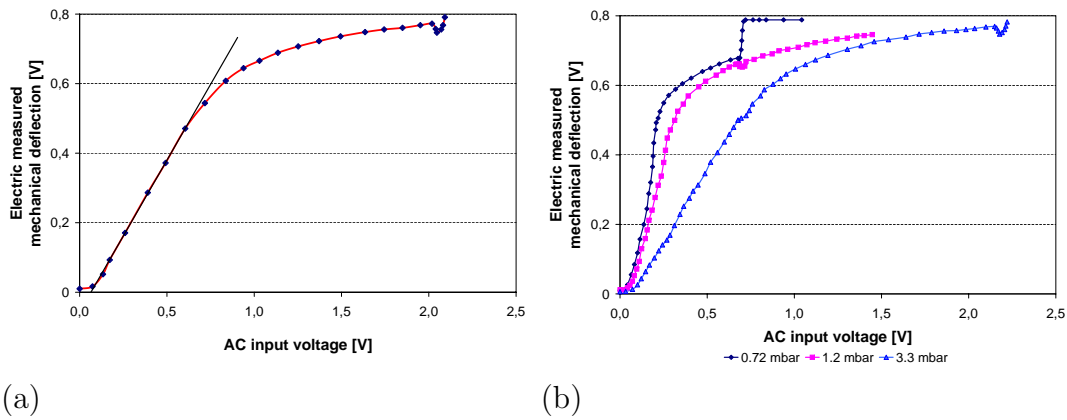 Electric measured
mechanical deflection [V]
0,8
0,6
0,4
0,2
0
0,0 0,5 1,0 1,5 2,0 2,5
AC input voltage [V]
(a)
Electric measured
mechanical deflection [V]
0,8
0,6
0,4
0,2
0
0,0 0,5 1,0 1,5 2,0 2,5
AC input voltage [V]
0.72 mbar 1.2 mbar 3.3 mbar
(b)